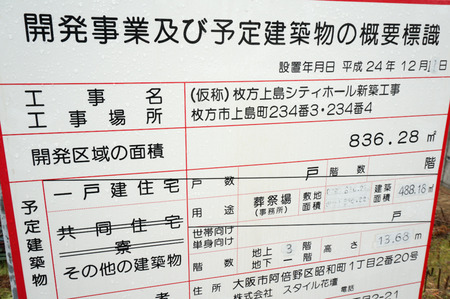 開発事業及び予定建築物の概要標識
設置年月日 平成24年12月 日
工事名 (仮称)枚方上島シティホール新築工事
工事場所 枚方市上島町234番3・234番4
開発区域の面積 836.28㎡
予定建築物
一戸建住宅 戸数 戸 階数 階
共同住宅
寮
その他の建築物
用途 葬祭場 (事務所) 敷地面積 建築面積 488.16㎡
世帯向け
単身向け
階数 地上 3 階 地下 階 高さ 13.68m
住所 大阪市阿倍野区昭和町1丁目2番20号
者 株式会社 スタイル花壇 電話